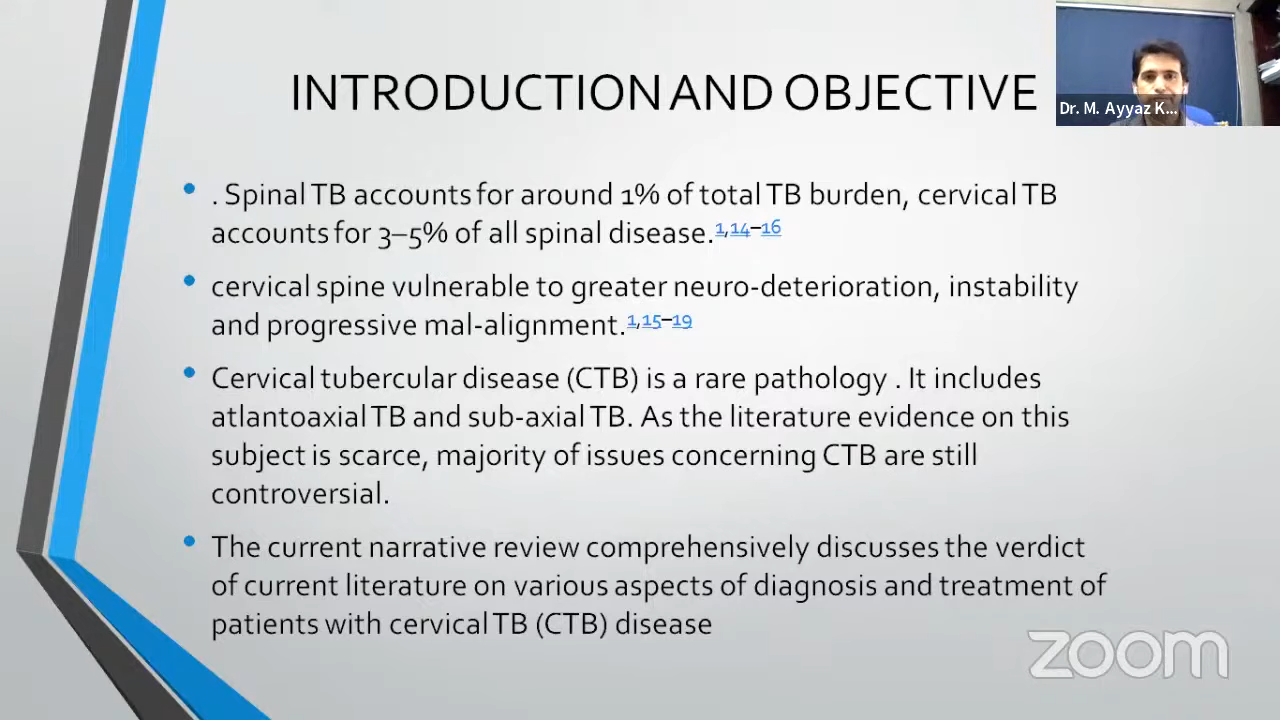 INTRODUCTION AND OBJECTIVE
Dr. M. Ayyaz K...
• . Spinal TB accounts for around 1% of total TB burden, cervical TB
accounts for 3–5% of all spinal disease.1,14–16
• cervical spine vulnerable to greater neuro-deterioration, instability
and progressive mal-alignment.1,15–19
• Cervical tubercular disease (CTB) is a rare pathology . It includes
atlantoaxial TB and sub-axial TB. As the literature evidence on this
subject is scarce, majority of issues concerning CTB are still
controversial.
• The current narrative review comprehensively discusses the verdict
of current literature on various aspects of diagnosis and treatment of
patients with cervical TB (CTB) disease
zoom